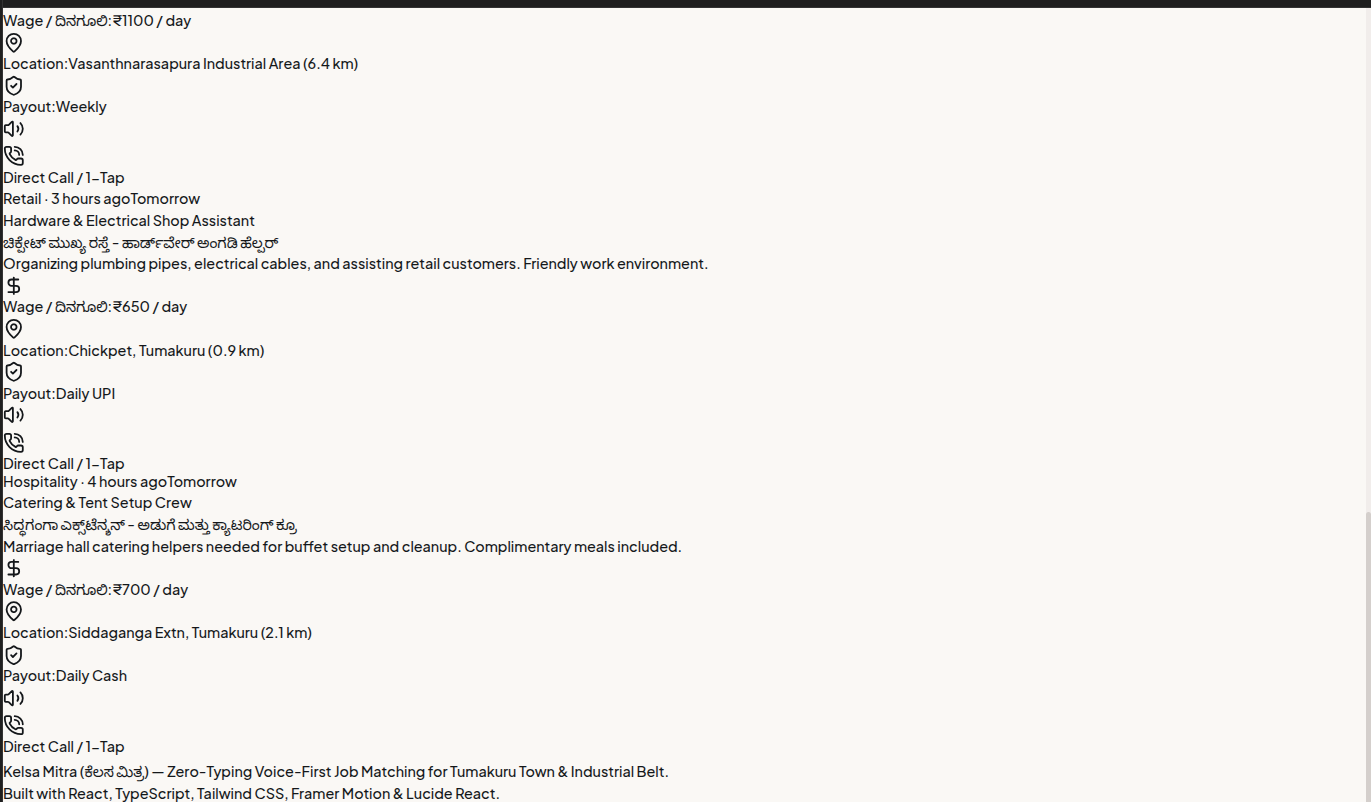 Wage / ದಿನಗೂಲಿ:₹1100 / day
Location:Vasanthnarasapura Industrial Area (6.4 km)
Payout:Weekly
Direct Call / 1-Tap
Retail · 3 hours agoTomorrow
Hardware & Electrical Shop Assistant
ಚಿಕ್ಪೇಟ್ ಮುಖ್ಯ ರಸ್ತೆ - ಹಾರ್ಡ್‌ವೇರ್ ಅಂಗಡಿ ಹೆಲ್ಪರ್
Organizing plumbing pipes, electrical cables, and assisting retail customers. Friendly work environment.
Wage / ದಿನಗೂಲಿ:₹650 / day
Location:Chickpet, Tumakuru (0.9 km)
Payout:Daily UPI
Direct Call / 1-Tap
Hospitality · 4 hours agoTomorrow
Catering & Tent Setup Crew
ಸಿದ್ಧಗಂಗಾ ಎಕ್ಸ್‌ಟೆನ್ಶನ್ - ಅಡುಗೆ ಮತ್ತು ಕ್ಯಾಟರಿಂಗ್ ಕ್ರೂ
Marriage hall catering helpers needed for buffet setup and cleanup. Complimentary meals included.
Wage / ದಿನಗೂಲಿ:₹700 / day
Location:Siddaganga Extn, Tumakuru (2.1 km)
Payout:Daily Cash
Direct Call / 1-Tap
Kelsa Mitra (ಕೆಲಸ ಮಿತ್ರ) — Zero-Typing Voice-First Job Matching for Tumakuru Town & Industrial Belt.
Built with React, TypeScript, Tailwind CSS, Framer Motion & Lucide React.